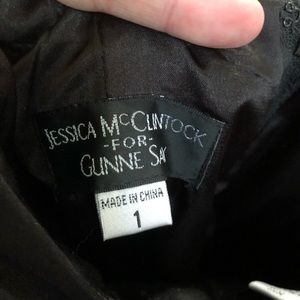 JESSICA McCLINTOCK
-FOR-
GUNNE SAX
MADE IN CHINA
1